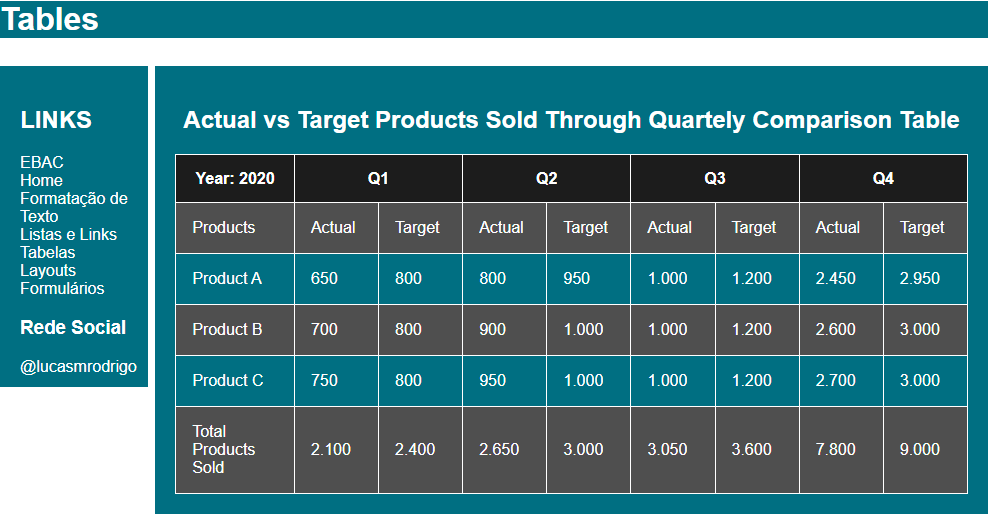 Tables
LINKS
EBAC
Home
Formatação de
Texto
Listas e Links
Tabelas
Layouts
Formulários
Rede Social
@lucasmrodrigo
Actual vs Target Products Sold Through Quartely Comparison Table
Year: 2020 Q1 Q2 Q3 Q4
Products Actual Target Actual Target Actual Target Actual Target
Product A 650 800 800 950 1.000 1.200 2.450 2.950
Product B 700 800 900 1.000 1.000 1.200 2.600 3.000
Product C 750 800 950 1.000 1.000 1.200 2.700 3.000
Total
Products
Sold
2.100 2.400 2.650 3.000 3.050 3.600 7.800 9.000